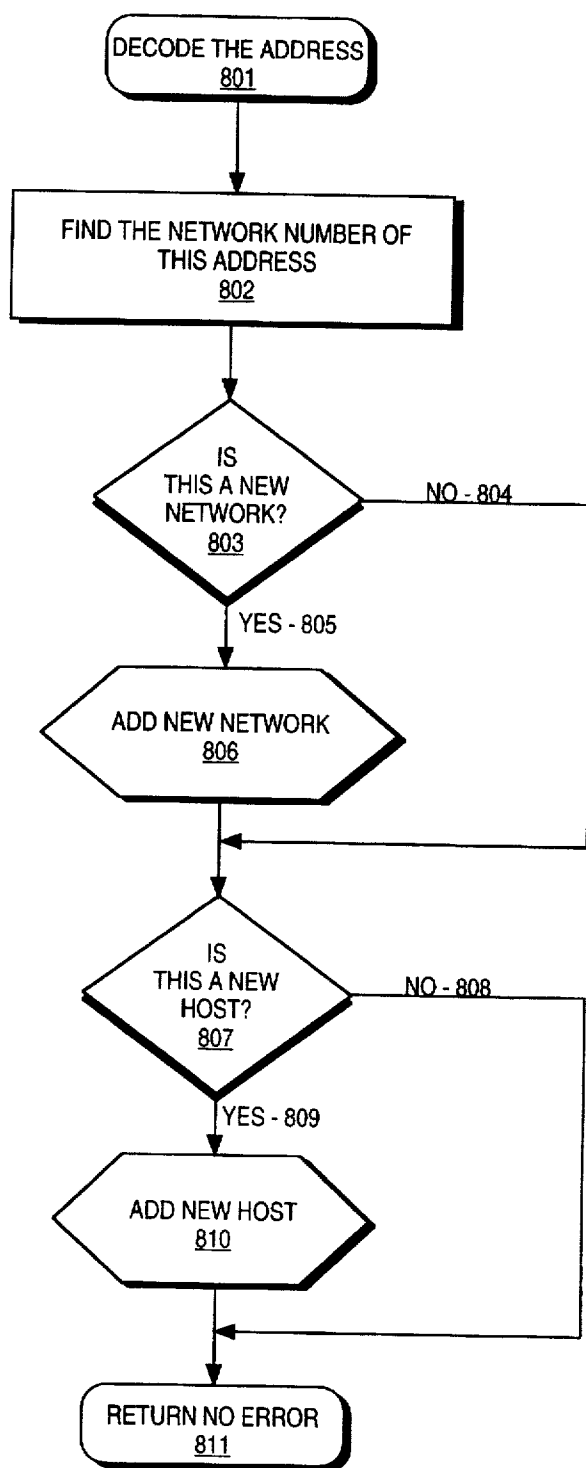 DECODE THE ADDRESS
801
FIND THE NETWORK NUMBER OF
THIS ADDRESS
802
IS
THIS A NEW
NETWORK?
803
NO - 804
YES - 805
ADD NEW NETWORK
806
IS
THIS A NEW
HOST?
807
NO - 808
YES - 809
ADD NEW HOST
810
RETURN NO ERROR
811